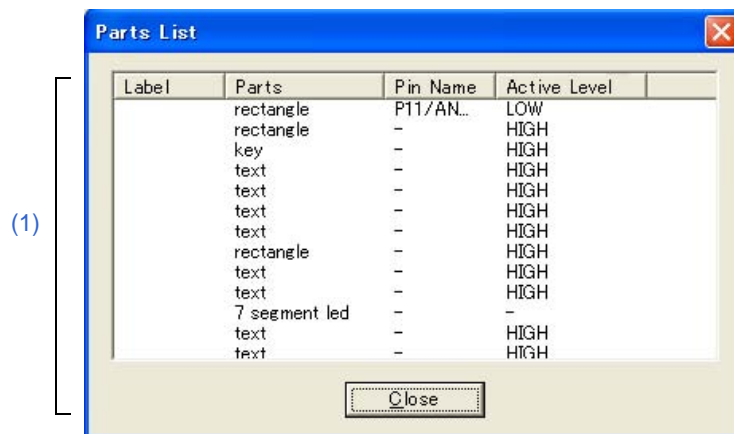 Parts List
Label Parts Pin Name Active Level
rectangle P11/AN... LOW
rectangle - HIGH
key - HIGH
text - HIGH
text - HIGH
text - HIGH
text - HIGH
(1)
rectangle - HIGH
text - HIGH
text - HIGH
7 segment led - -
text - HIGH
text - HIGH
Close